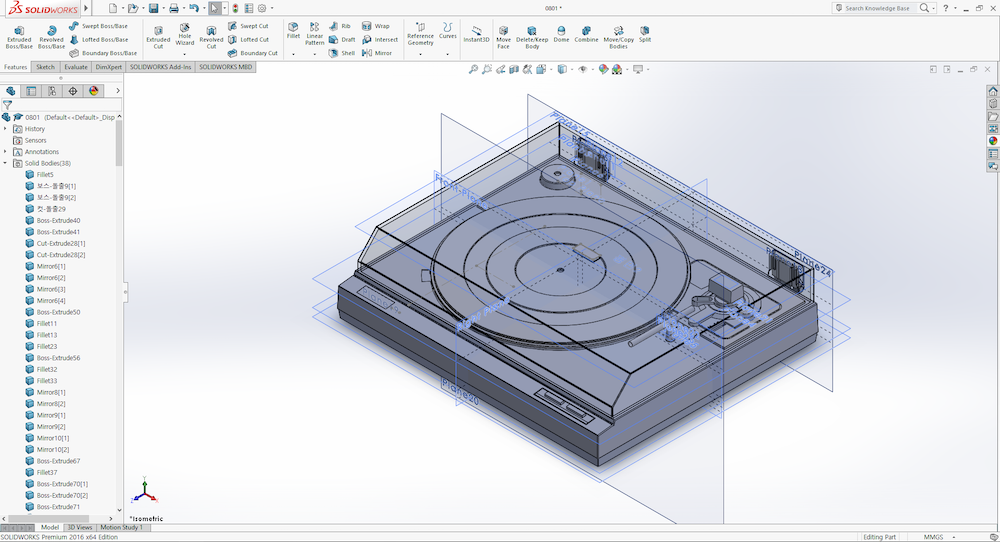 SOLIDWORKS
0801 *
Search Knowledge Base
Extruded Boss/Base
Revolved Boss/Base
Swept Boss/Base
Lofted Boss/Base
Boundary Boss/Base
Extruded Cut
Hole Wizard
Revolved Cut
Swept Cut
Lofted Cut
Boundary Cut
Fillet
Linear Pattern
Rib
Draft
Shell
Wrap
Intersect
Mirror
Reference Geometry
Curves
Instant3D
Move Face
Delete/Keep Body
Dome
Combine
Move/Copy Bodies
Split
Features
Sketch
Evaluate
DimXpert
SOLIDWORKS Add-Ins
SOLIDWORKS MBD
0801 (Default<<Default>_Disp
History
Sensors
Annotations
Solid Bodies(38)
Fillet5
보스-돌출9[1]
보스-돌출9[2]
컷-돌출29
Boss-Extrude40
Boss-Extrude41
Cut-Extrude28[1]
Cut-Extrude28[2]
Mirror6[1]
Mirror6[2]
Mirror6[3]
Mirror6[4]
Boss-Extrude50
Fillet11
Fillet13
Fillet23
Boss-Extrude56
Fillet32
Fillet33
Mirror8[1]
Mirror8[2]
Mirror9[1]
Mirror9[2]
Mirror10[1]
Mirror10[2]
Boss-Extrude67
Fillet37
Boss-Extrude70[1]
Boss-Extrude70[2]
Boss-Extrude71
Front Plane
Plane24
Right Plane
Plane20
Y
X
Z
*Isometric
Model
3D Views
Motion Study 1
SOLIDWORKS Premium 2016 x64 Edition
Editing Part
MMGS